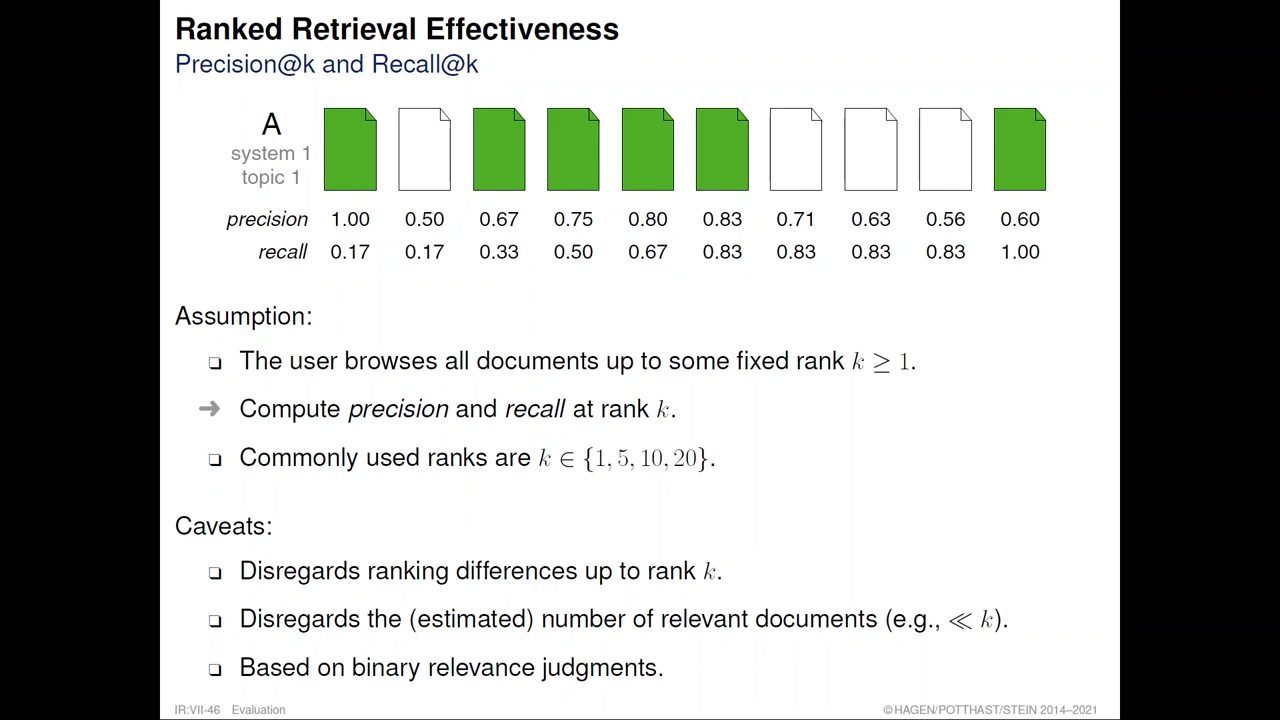 Ranked Retrieval Effectiveness
Precision@k and Recall@k
A
system 1
topic 1
precision 1.00 0.50 0.67 0.75 0.80 0.83 0.71 0.63 0.56 0.60
recall 0.17 0.17 0.33 0.50 0.67 0.83 0.83 0.83 0.83 1.00
Assumption:
❏ The user browses all documents up to some fixed rank k ≥ 1.
➜ Compute precision and recall at rank k.
❏ Commonly used ranks are k ∈ {1, 5, 10, 20}.
Caveats:
❏ Disregards ranking differences up to rank k.
❏ Disregards the (estimated) number of relevant documents (e.g., ≪ k).
❏ Based on binary relevance judgments.
IR:VII-46 Evaluation ©HAGEN/POTTHAST/STEIN 2014–2021